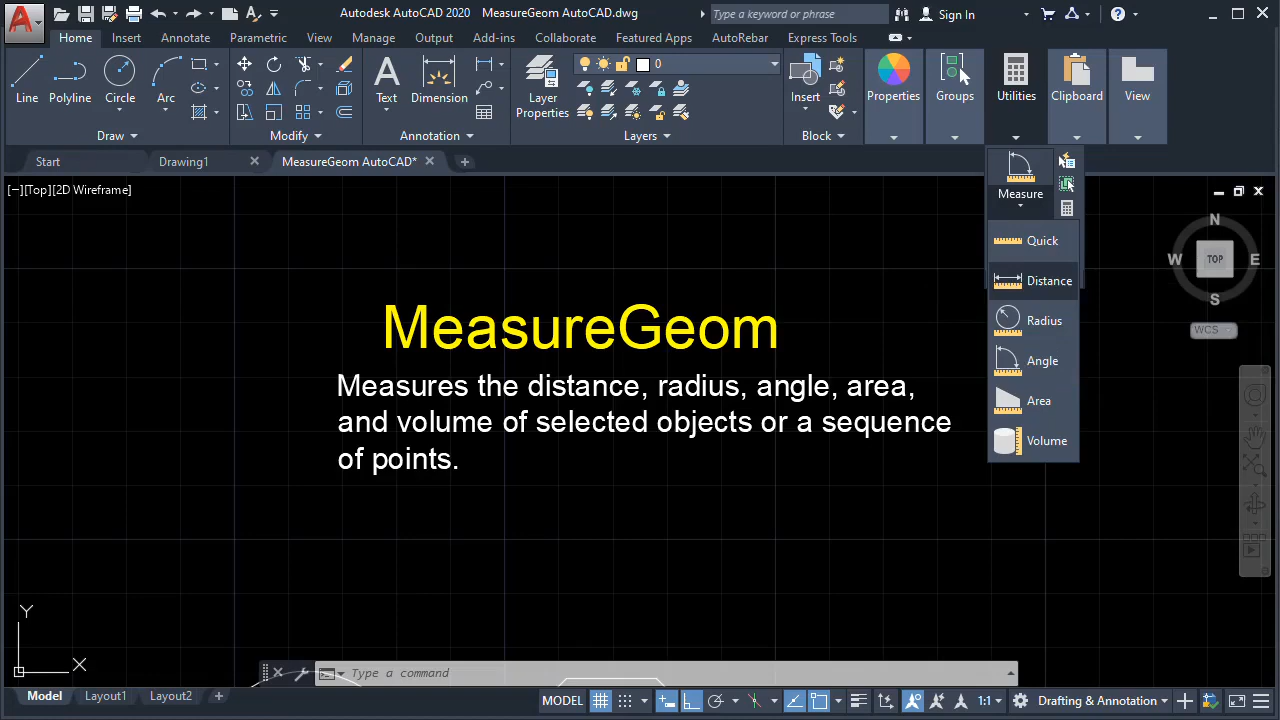 Autodesk AutoCAD 2020 MeasureGeom AutoCAD.dwg Type a keyword or phrase Sign In
Home Insert Annotate Parametric View Manage Output Add-ins Collaborate Featured Apps AutoRebar Express Tools
0
Line Polyline Circle Arc Text Dimension Layer Properties Insert Properties Groups Utilities Clipboard View
Draw Modify Annotation Layers Block
Start Drawing1 MeasureGeom AutoCAD*
[−][Top][2D Wireframe]
Measure
Quick
Distance
Radius
Angle
Area
Volume
N
W TOP E
S
WCS
MeasureGeom
Measures the distance, radius, angle, area,
and volume of selected objects or a sequence
of points.
Y
X
Type a command
Model Layout1 Layout2 MODEL 1:1 Drafting & Annotation